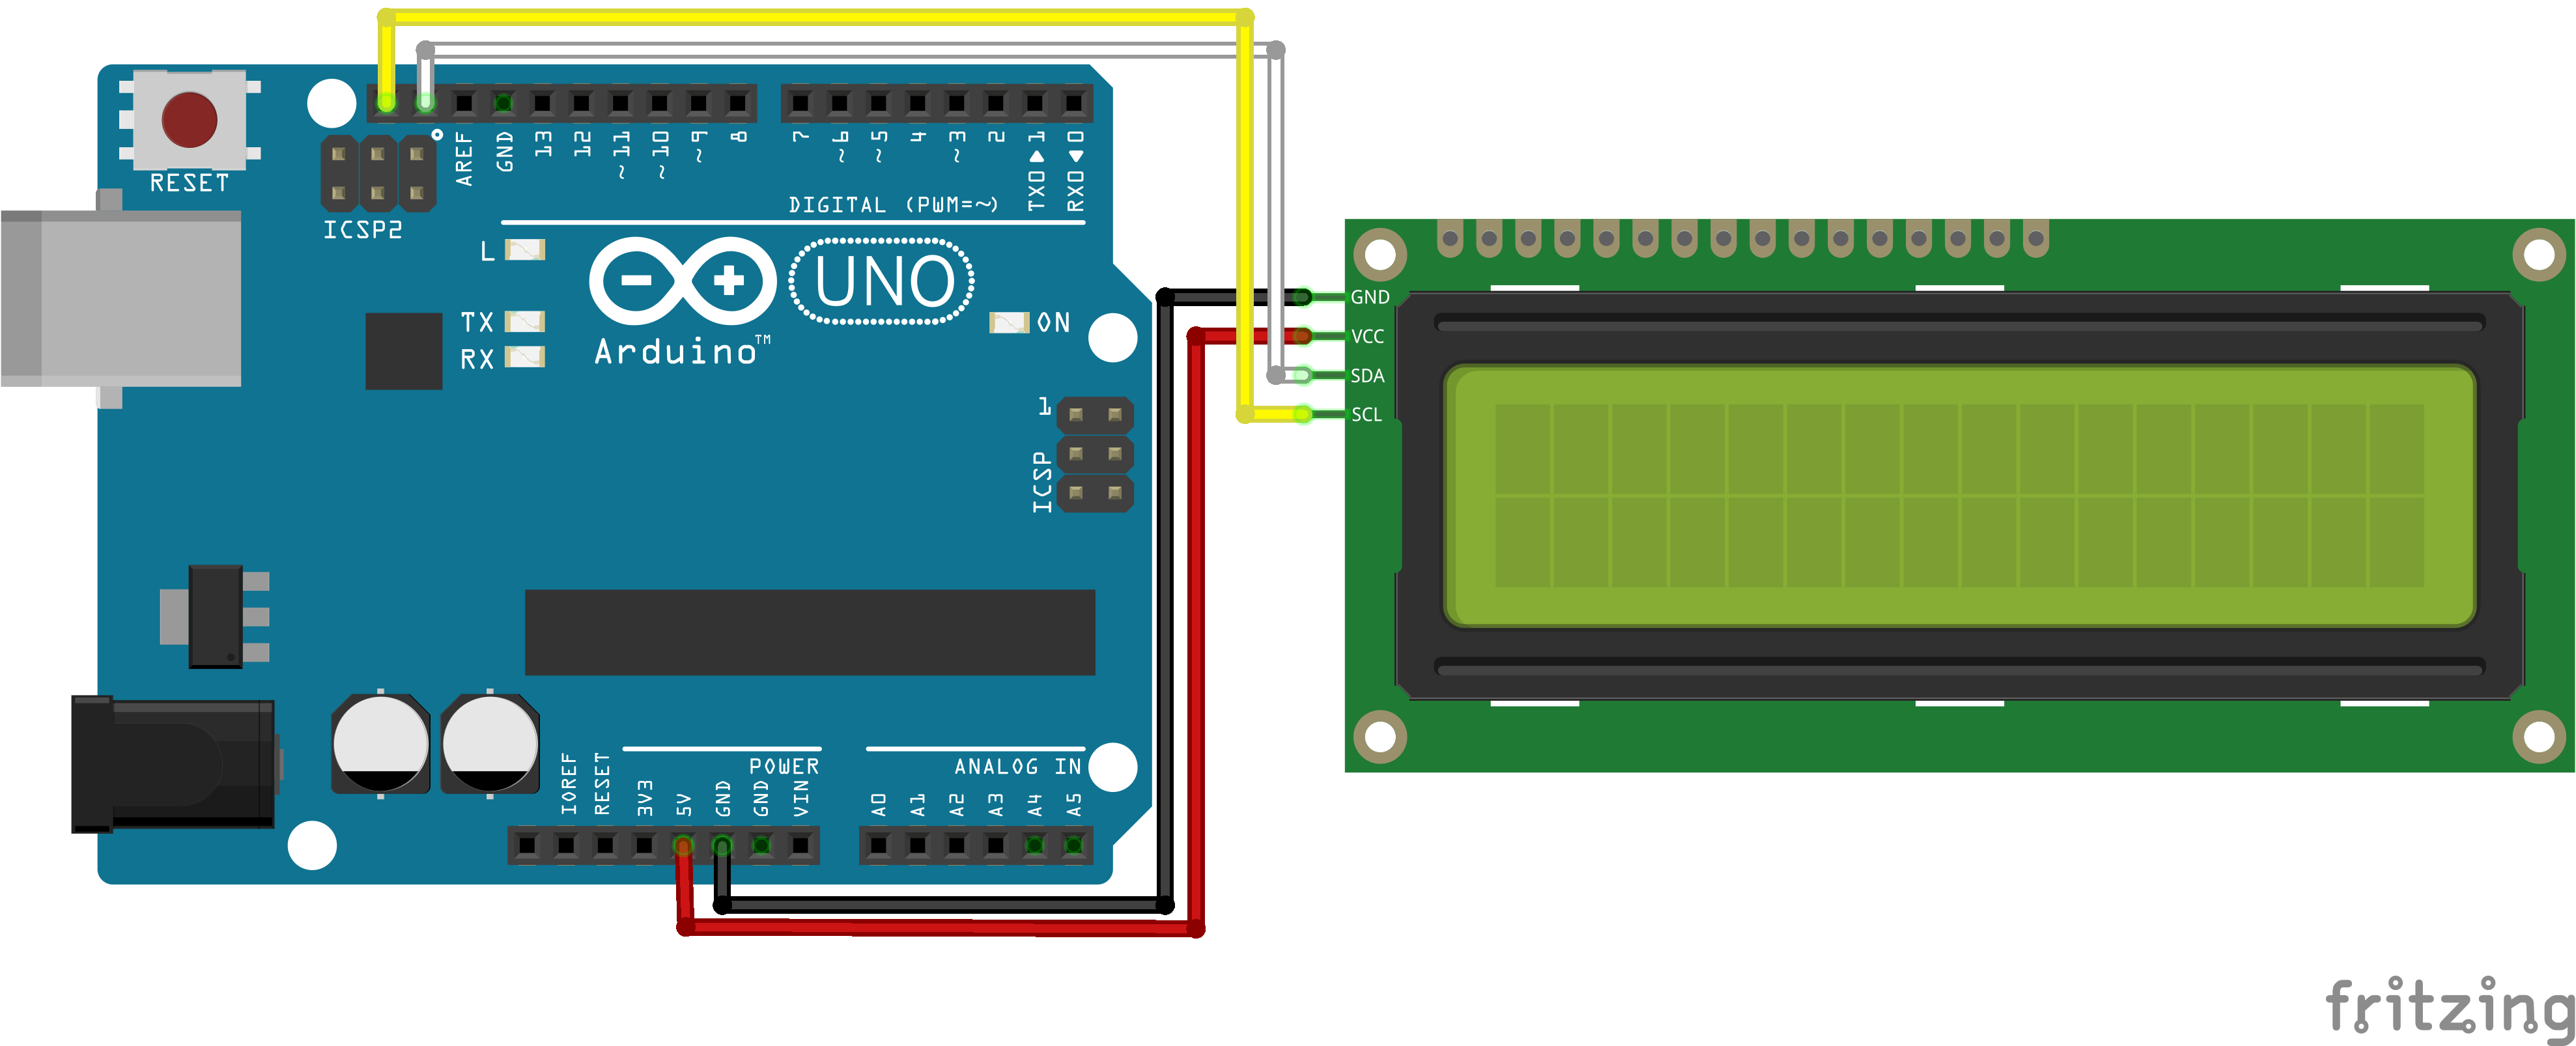 RESET
ICSP2
AREF
GND
13
12
~11
~10
~9
8
7
~6
~5
4
~3
2
TX0▶1
RX0◀0
DIGITAL (PWM=~)
L
TX
RX
UNO
Arduino™
ON
1
ICSP
GND
VCC
SDA
SCL
POWER
ANALOG IN
IOREF
RESET
3V3
5V
GND
GND
VIN
A0
A1
A2
A3
A4
A5
fritzing